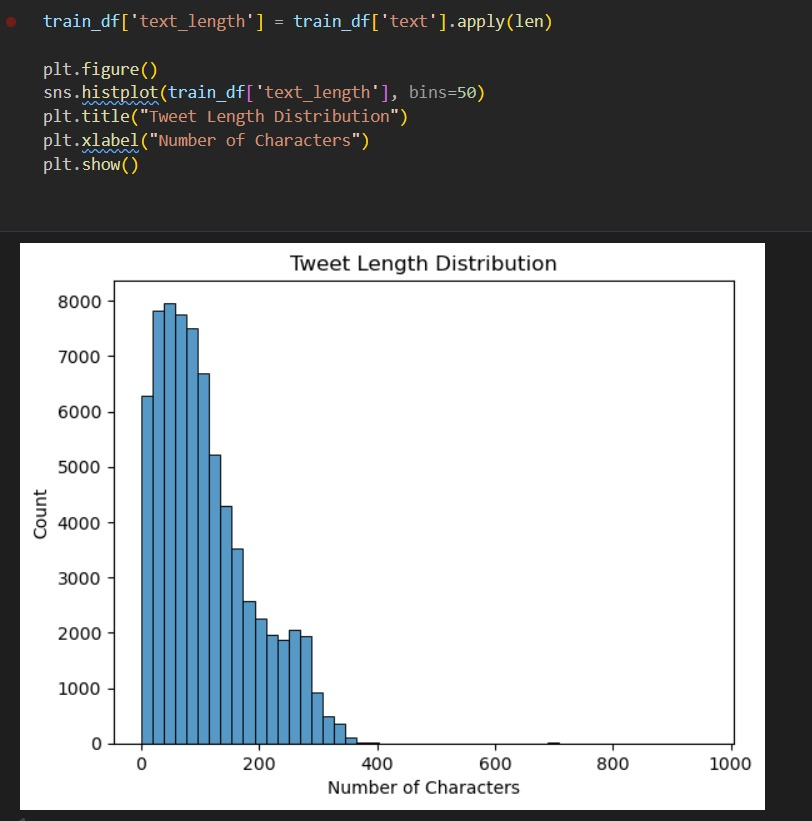 train_df['text_length'] = train_df['text'].apply(len)
plt.figure()
sns.histplot(train_df['text_length'], bins=50)
plt.title("Tweet Length Distribution")
plt.xlabel("Number of Characters")
plt.show()
Tweet Length Distribution
8000
7000
6000
5000
4000
3000
2000
1000
0
Count
0 200 400 600 800 1000
Number of Characters